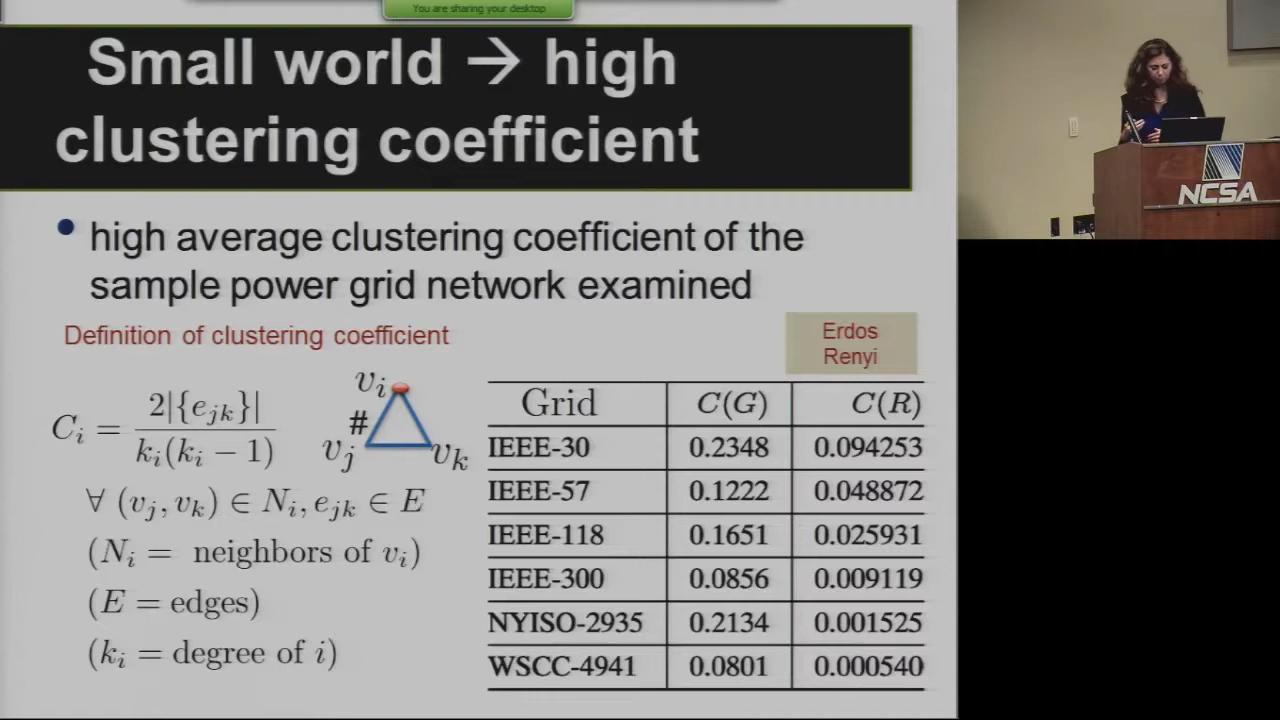 You are sharing your desktop
Small world → high
clustering coefficient
• high average clustering coefficient of the
sample power grid network examined
Definition of clustering coefficient
Erdos
Renyi
C_i = 2|{e_jk}| / k_i(k_i − 1)
v_i
#
v_j
v_k
∀ (v_j, v_k) ∈ N_i, e_jk ∈ E
(N_i = neighbors of v_i)
(E = edges)
(k_i = degree of i)
Grid C(G) C(R)
IEEE-30 0.2348 0.094253
IEEE-57 0.1222 0.048872
IEEE-118 0.1651 0.025931
IEEE-300 0.0856 0.009119
NYISO-2935 0.2134 0.001525
WSCC-4941 0.0801 0.000540
NCSA